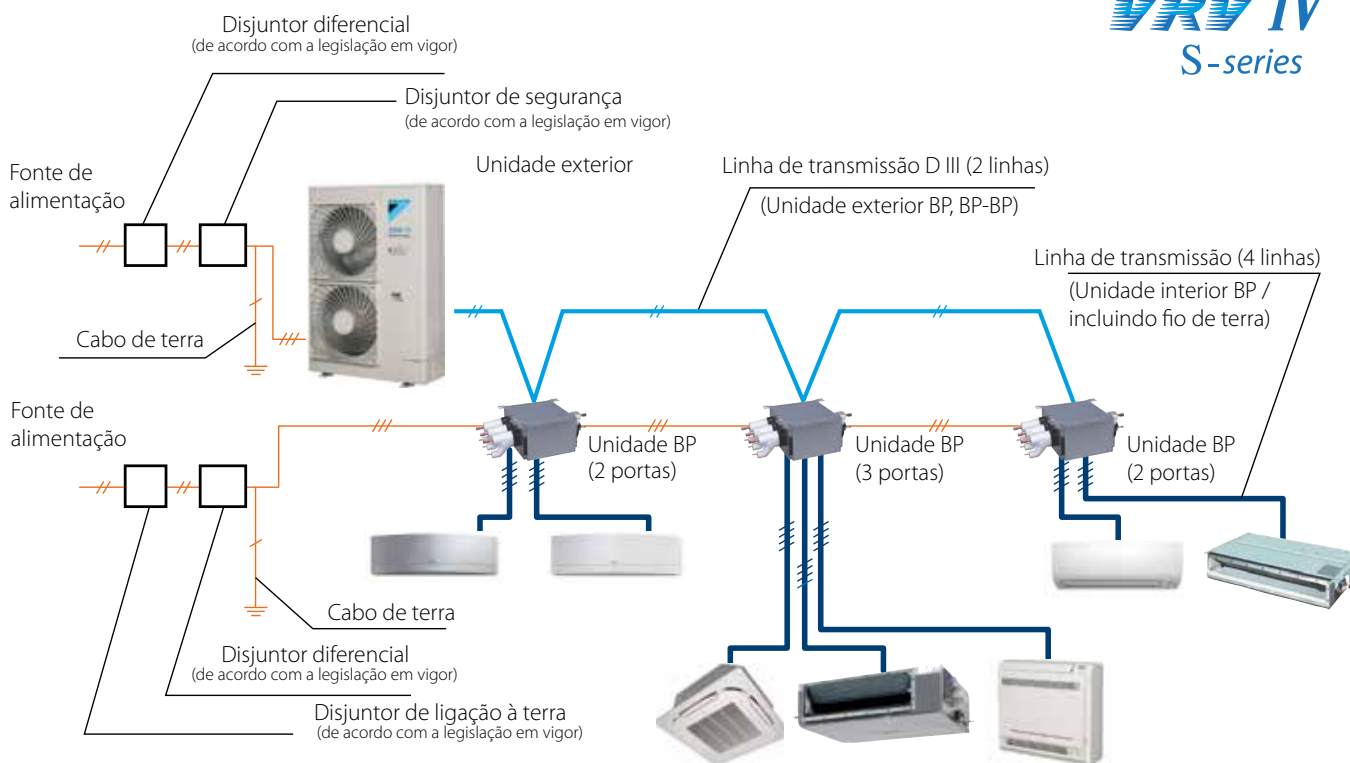 VRV IV
S-series
Disjuntor diferencial
(de acordo com a legislação em vigor)
Disjuntor de segurança
(de acordo com a legislação em vigor)
Fonte de
alimentação
Unidade exterior
Linha de transmissão D III (2 linhas)
(Unidade exterior BP, BP-BP)
Linha de transmissão (4 linhas)
(Unidade interior BP /
incluindo fio de terra)
Cabo de terra
Fonte de
alimentação
Unidade BP
(2 portas)
Unidade BP
(3 portas)
Unidade BP
(2 portas)
Cabo de terra
Disjuntor diferencial
(de acordo com a legislação em vigor)
Disjuntor de ligação à terra
(de acordo com a legislação em vigor)